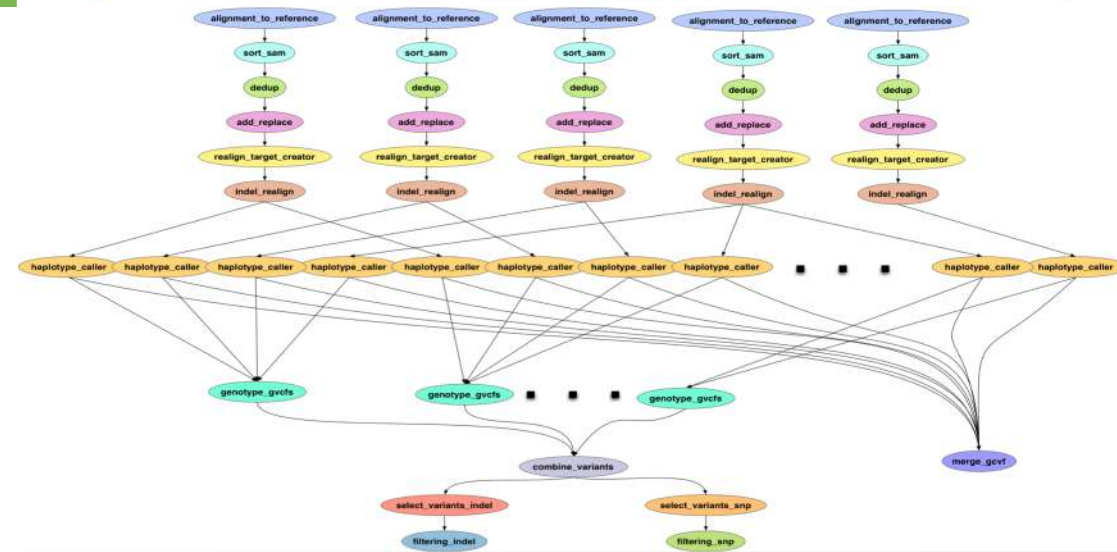 alignment_to_reference alignment_to_reference alignment_to_reference alignment_to_reference alignment_to_reference
sort_sam sort_sam sort_sam sort_sam sort_sam
dedup dedup dedup dedup dedup
add_replace add_replace add_replace add_replace add_replace
realign_target_creator realign_target_creator realign_target_creator realign_target_creator realign_target_creator
indel_realign indel_realign indel_realign indel_realign indel_realign
haplotype_caller haplotype_caller haplotype_caller haplotype_caller haplotype_caller haplotype_caller haplotype_caller haplotype_caller haplotype_caller haplotype_caller
genotype_gvcfs genotype_gvcfs genotype_gvcfs
combine_variants merge_gcvf
select_variants_indel select_variants_snp
filtering_indel filtering_snp